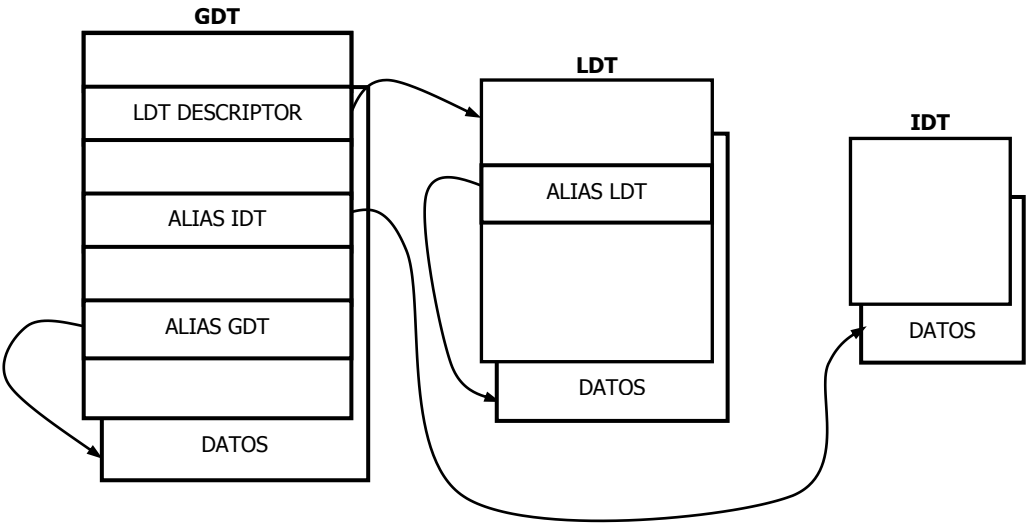 GDT
LDT DESCRIPTOR
ALIAS IDT
ALIAS GDT
DATOS
LDT
ALIAS LDT
DATOS
IDT
DATOS